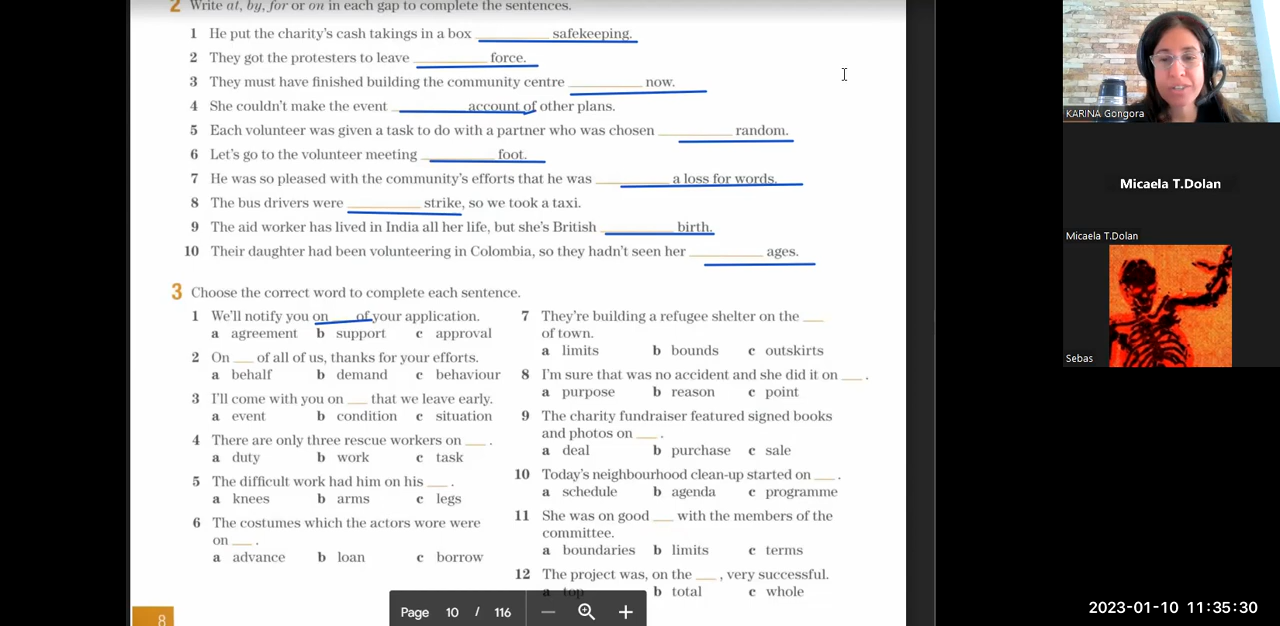 2 Write at, by, for or on in each gap to complete the sentences.
1 He put the charity's cash takings in a box ________ safekeeping.
2 They got the protesters to leave ________ force.
3 They must have finished building the community centre ________ now.
4 She couldn't make the event ________ account of other plans.
5 Each volunteer was given a task to do with a partner who was chosen ________ random.
6 Let's go to the volunteer meeting ________ foot.
7 He was so pleased with the community's efforts that he was ________ a loss for words.
8 The bus drivers were ________ strike, so we took a taxi.
9 The aid worker has lived in India all her life, but she's British ________ birth.
10 Their daughter had been volunteering in Colombia, so they hadn't seen her ________ ages.
3 Choose the correct word to complete each sentence.
1 We'll notify you on ___ of your application.
a agreement b support c approval
2 On ___ of all of us, thanks for your efforts.
a behalf b demand c behaviour
3 I'll come with you on ___ that we leave early.
a event b condition c situation
4 There are only three rescue workers on ___ .
a duty b work c task
5 The difficult work had him on his ___ .
a knees b arms c legs
6 The costumes which the actors wore were
on ___ .
a advance b loan c borrow
7 They're building a refugee shelter on the ___
of town.
a limits b bounds c outskirts
8 I'm sure that was no accident and she did it on ___ .
a purpose b reason c point
9 The charity fundraiser featured signed books
and photos on ___ .
a deal b purchase c sale
10 Today's neighbourhood clean-up started on ___ .
a schedule b agenda c programme
11 She was on good ___ with the members of the
committee.
a boundaries b limits c terms
12 The project was, on the ___ , very successful.
a top b total c whole
8
Page 10 / 116
KARINA Gongora
Micaela T.Dolan
Micaela T.Dolan
Sebas
2023-01-10 11:35:30